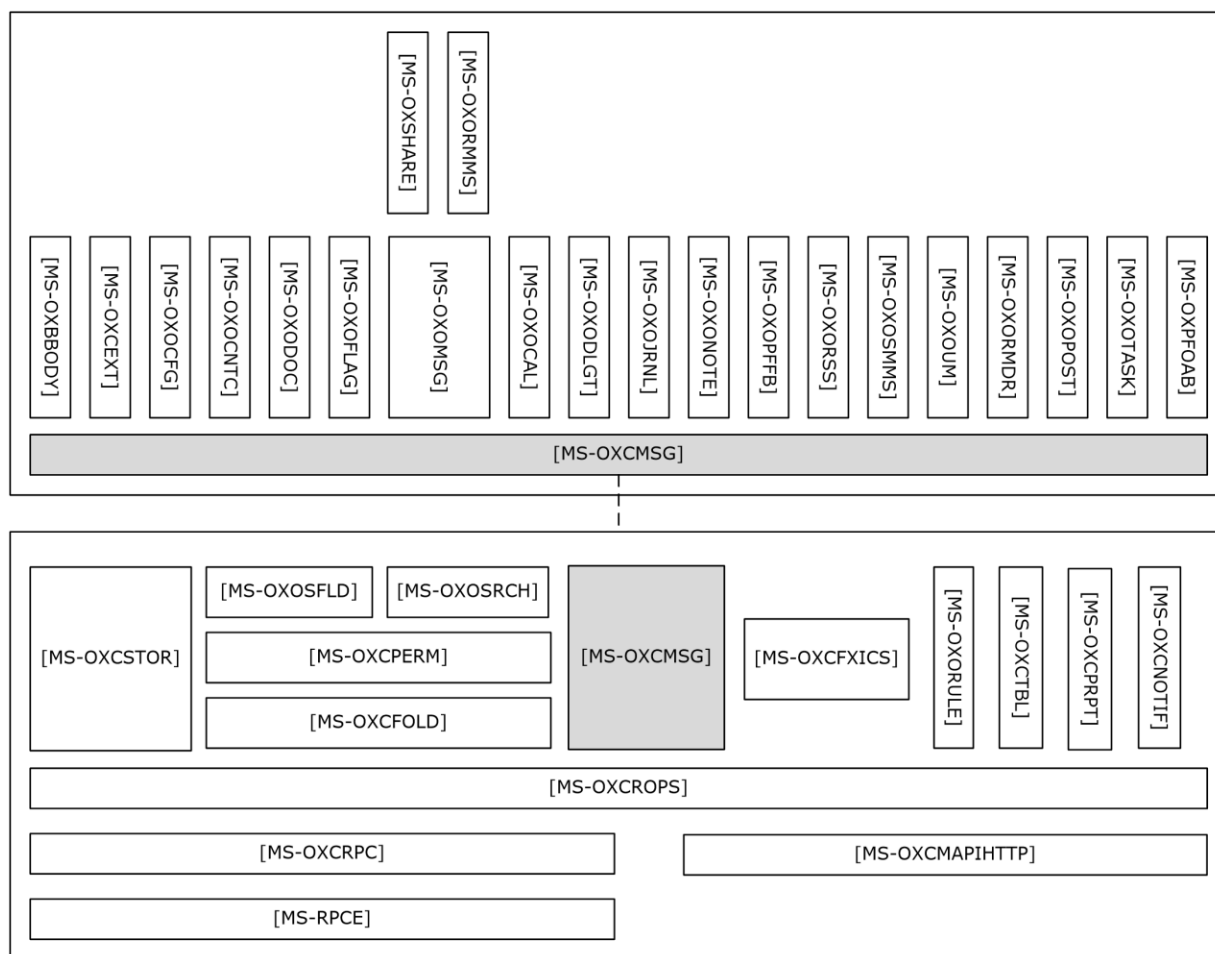 [MS-OXSHARE]
[MS-OXORMMS]
[MS-OXBBODY]
[MS-OXCEXT]
[MS-OXOCFG]
[MS-OXOCNTC]
[MS-OXODOC]
[MS-OXOFLAG]
[MS-OXOMSG]
[MS-OXOCAL]
[MS-OXODLGT]
[MS-OXOJRNL]
[MS-OXONOTE]
[MS-OXOPFFB]
[MS-OXORSS]
[MS-OXOSMMS]
[MS-OXOUM]
[MS-OXORMDR]
[MS-OXOPOST]
[MS-OXOTASK]
[MS-OXPFOAB]
[MS-OXCMSG]
[MS-OXCSTOR]
[MS-OXOSFLD]
[MS-OXOSRCH]
[MS-OXCPERM]
[MS-OXCFOLD]
[MS-OXCMSG]
[MS-OXCFXICS]
[MS-OXORULE]
[MS-OXCTBL]
[MS-OXCPRPT]
[MS-OXCNOTIF]
[MS-OXCROPS]
[MS-OXCRPC]
[MS-OXCMAPIHTTP]
[MS-RPCE]